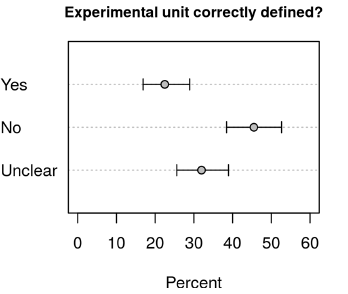 Experimental unit correctly defined?
Yes
No
Unclear
0 10 20 30 40 50 60
Percent